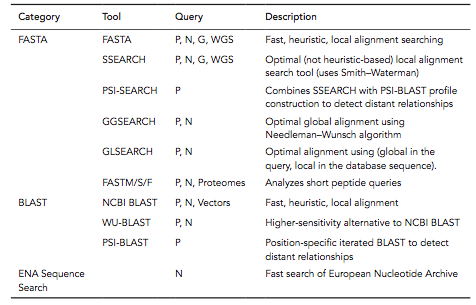 Category Tool Query Description
FASTA FASTA P, N, G, WGS Fast, heuristic, local alignment searching
SSEARCH P, N, G, WGS Optimal (not heuristic-based) local alignment
search tool (uses Smith–Waterman)
PSI-SEARCH P Combines SSEARCH with PSI-BLAST profile
construction to detect distant relationships
GGSEARCH P, N Optimal global alignment using
Needleman–Wunsch algorithm
GLSEARCH P, N Optimal alignment using (global in the
query, local in the database sequence).
FASTM/S/F P, N, Proteomes Analyzes short peptide queries
BLAST NCBI BLAST P, N, Vectors Fast, heuristic, local alignment
WU-BLAST P, N Higher-sensitivity alternative to NCBI BLAST
PSI-BLAST P Position-specific iterated BLAST to detect
distant relationships
ENA Sequence N Fast search of European Nucleotide Archive
Search